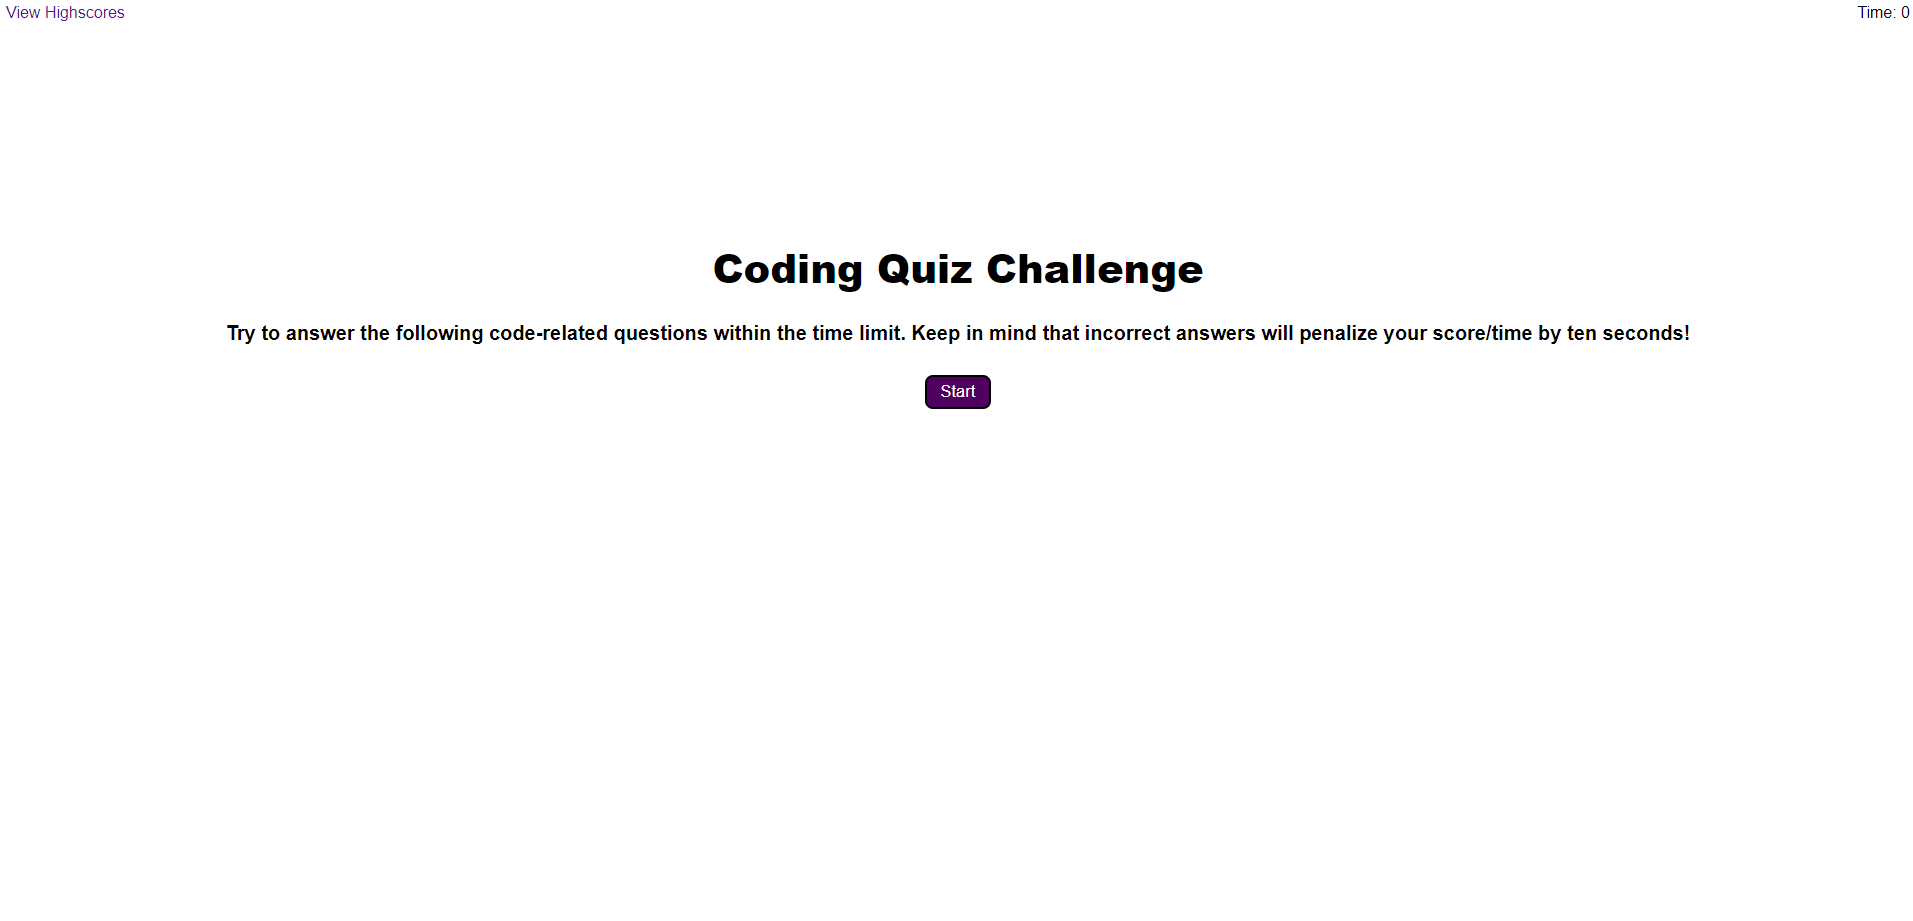 View Highscores
Time: 0
Coding Quiz Challenge
Try to answer the following code-related questions within the time limit. Keep in mind that incorrect answers will penalize your score/time by ten seconds!
Start